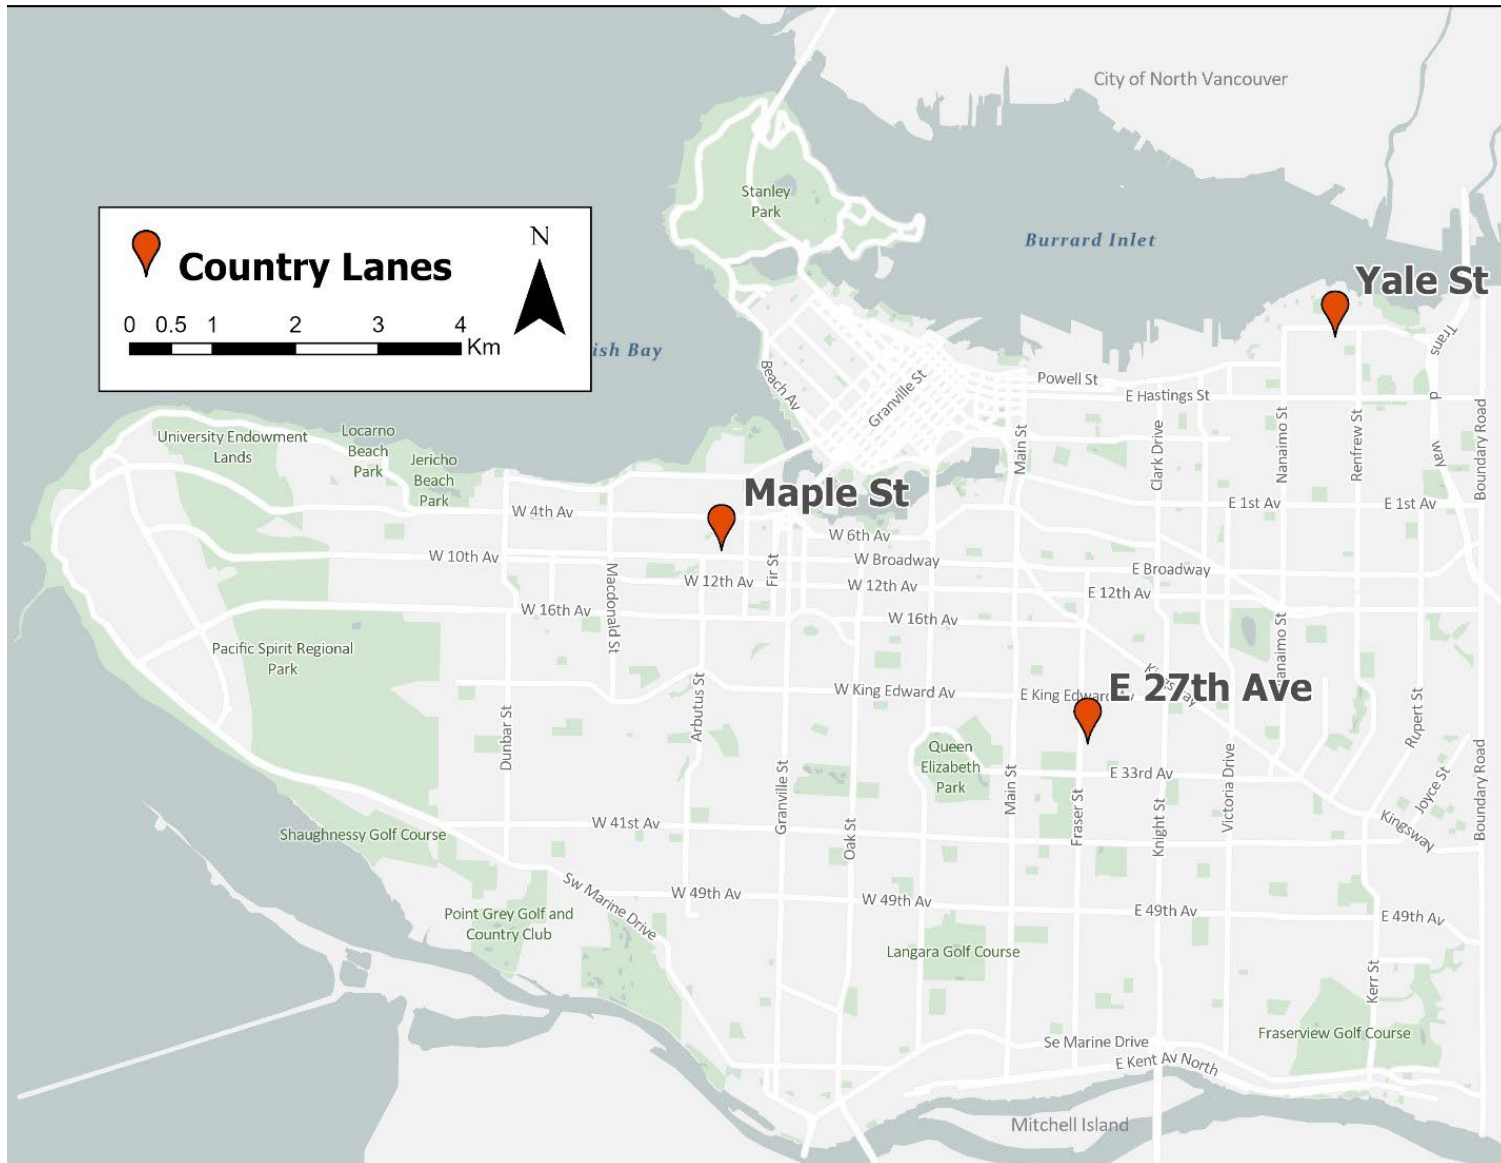 City of North Vancouver
Stanley
Park
Burrard Inlet
Yale St
Country Lanes
N
0 0.5 1 2 3 4
Km
ish Bay
Beach Av
Granville St
Powell St
E Hastings St
Trans
d
way
Main St
Clark Drive
Nanaimo St
Renfrew St
Boundary Road
University Endowment
Lands
Locarno
Beach
Park
Jericho
Beach
Park
Maple St
W 4th Av
E 1st Av
E 1st Av
W 6th Av
W 10th Av
W Broadway
E Broadway
W 12th Av
Fir St
W 12th Av
E 12th Av
Macdonald St
W 16th Av
W 16th Av
Pacific Spirit Regional
Park
anaimo St
Kingsway
E 27th Ave
W King Edward Av
E King Edward Av
Arbutus St
Dunbar St
Rupert St
Queen
Elizabeth
Park
E 33rd Av
Granville St
Oak St
Main St
Fraser St
Knight St
Victoria Drive
Joyce St
Boundary Road
Kingsway
W 41st Av
Shaughnessy Golf Course
Sw Marine Drive
W 49th Av
W 49th Av
E 49th Av
E 49th Av
Point Grey Golf and
Country Club
Langara Golf Course
Kerr St
Fraserview Golf Course
Se Marine Drive
E Kent Av North
Mitchell Island